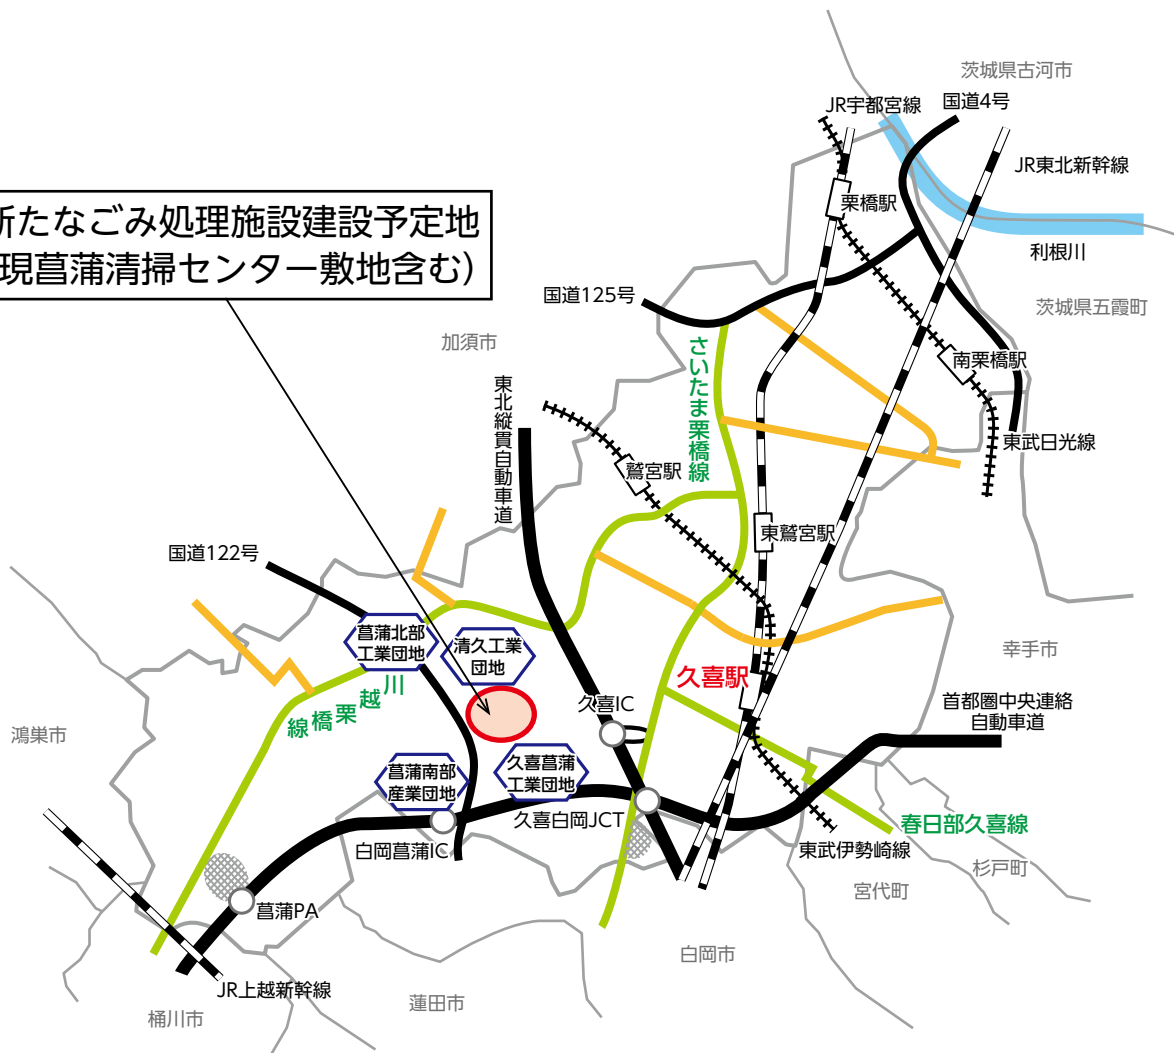 茨城県古河市
JR宇都宮線
国道4号
JR東北新幹線
栗橋駅
新たなごみ処理施設建設予定地
現菖蒲清掃センター敷地含む）
利根川
国道125号
茨城県五霞町
加須市
さいたま栗橋線
南栗橋駅
東北縦貫自動車道
東武日光線
鷲宮駅
東鷲宮駅
国道122号
菖蒲北部
工業団地
清久工業
団地
幸手市
久喜駅
川越栗橋線
久喜IC
首都圏中央連絡
自動車道
鴻巣市
菖蒲南部
産業団地
久喜菖蒲
工業団地
久喜白岡JCT
春日部久喜線
白岡菖蒲IC
東武伊勢崎線
杉戸町
宮代町
菖蒲PA
白岡市
JR上越新幹線
蓮田市
桶川市